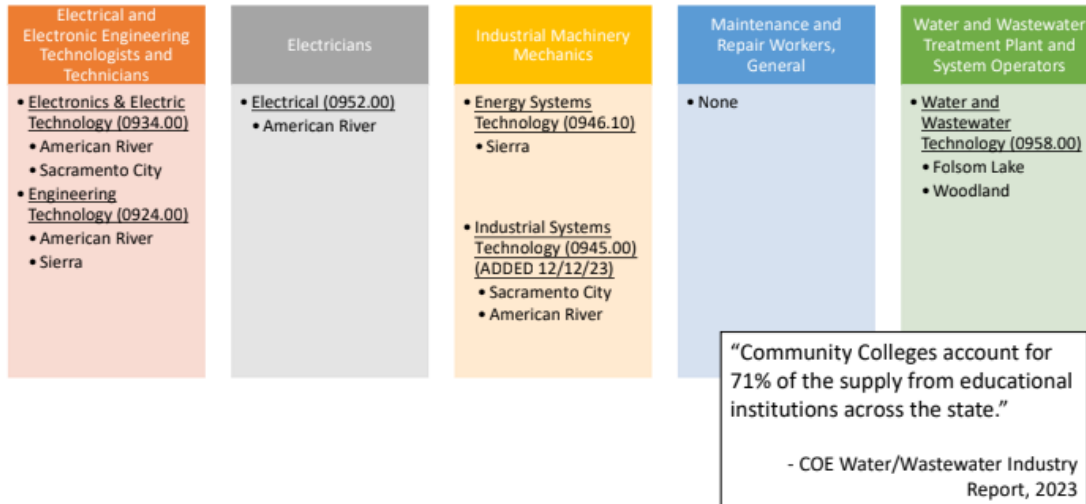 Electrical and
Electronic Engineering
Technologists and
Technicians
• Electronics & Electric
Technology (0934.00)
• American River
• Sacramento City
• Engineering
Technology (0924.00)
• American River
• Sierra
Electricians
• Electrical (0952.00)
• American River
Industrial Machinery
Mechanics
• Energy Systems
Technology (0946.10)
• Sierra
• Industrial Systems
Technology (0945.00)
(ADDED 12/12/23)
• Sacramento City
• American River
Maintenance and
Repair Workers,
General
• None
Water and Wastewater
Treatment Plant and
System Operators
• Water and
Wastewater
Technology (0958.00)
• Folsom Lake
• Woodland
“Community Colleges account for
71% of the supply from educational
institutions across the state.”
- COE Water/Wastewater Industry
Report, 2023